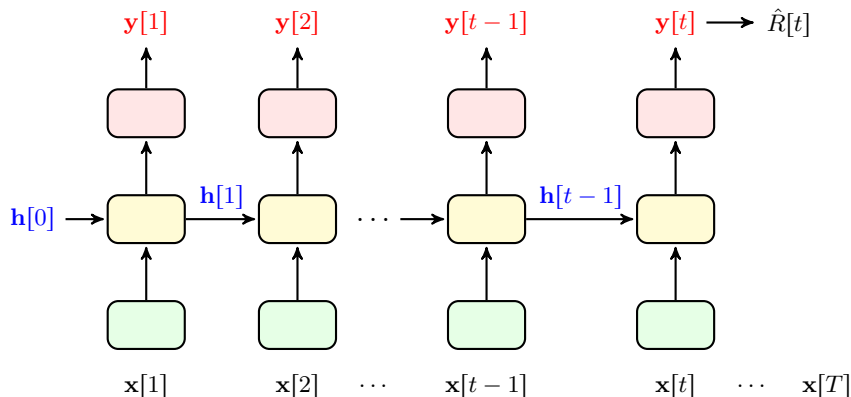 y[1] y[2] y[t − 1] y[t] R̂[t]
h[1] h[t − 1]
h[0] ···
x[1] x[2] ··· x[t − 1] x[t] ··· x[T]